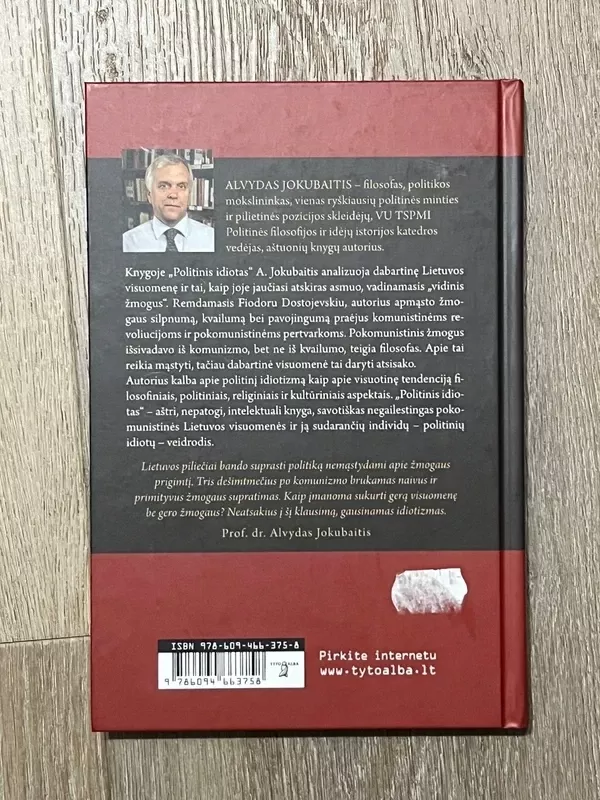 ALVYDAS JOKUBAITIS – filosofas, politikos
mokslininkas, vienas ryškiausių politinės minties
ir pilietinės pozicijos skleidėjų, VU TSPMI
Politinės filosofijos ir idėjų istorijos katedros
vedėjas, aštuonių knygų autorius.
Knygoje „Politinis idiotas“ A. Jokubaitis analizuoja dabartinę Lietuvos
visuomenę ir tai, kaip joje jaučiasi atskiras asmuo, vadinamasis „vidinis
žmogus“. Remdamasis Fiodoru Dostojevskiu, autorius apmąsto žmo-
gaus silpnumą, kvailumą bei pavojingumą praėjus komunistinėms re-
voliucijoms ir pokomunistinėms pertvarkoms. Pokomunistinis žmogus
išsivadavo iš komunizmo, bet ne iš kvailumo, teigia filosofas. Apie tai
reikia mąstyti, tačiau dabartinė visuomenė tai daryti atsisako.
Autorius kalba apie politinį idiotizmą kaip apie visuotinę tendenciją fi-
losofiniais, politiniais, religiniais ir kultūriniais aspektais. „Politinis idio-
tas“ – aštri, nepatogi, intelektuali knyga, savotiškas negailestingas poko-
munistinės Lietuvos visuomenės ir ją sudarančių individų – politinių
idiotų – veidrodis.
Lietuvos piliečiai bando suprasti politiką nemąstydami apie žmogaus
prigimtį. Tris dešimtmečius po komunizmo brukamas naivus ir
primityvus žmogaus supratimas. Kaip įmanoma sukurti gerą visuomenę
be gero žmogaus? Neatsakius į šį klausimą, gausinamas idiotizmas.
Prof. dr. Alvydas Jokubaitis
ISBN 978-609-466-375-8
TYTO ALBA
9 786094 663758
Pirkite internetu
www.tytoalba.lt